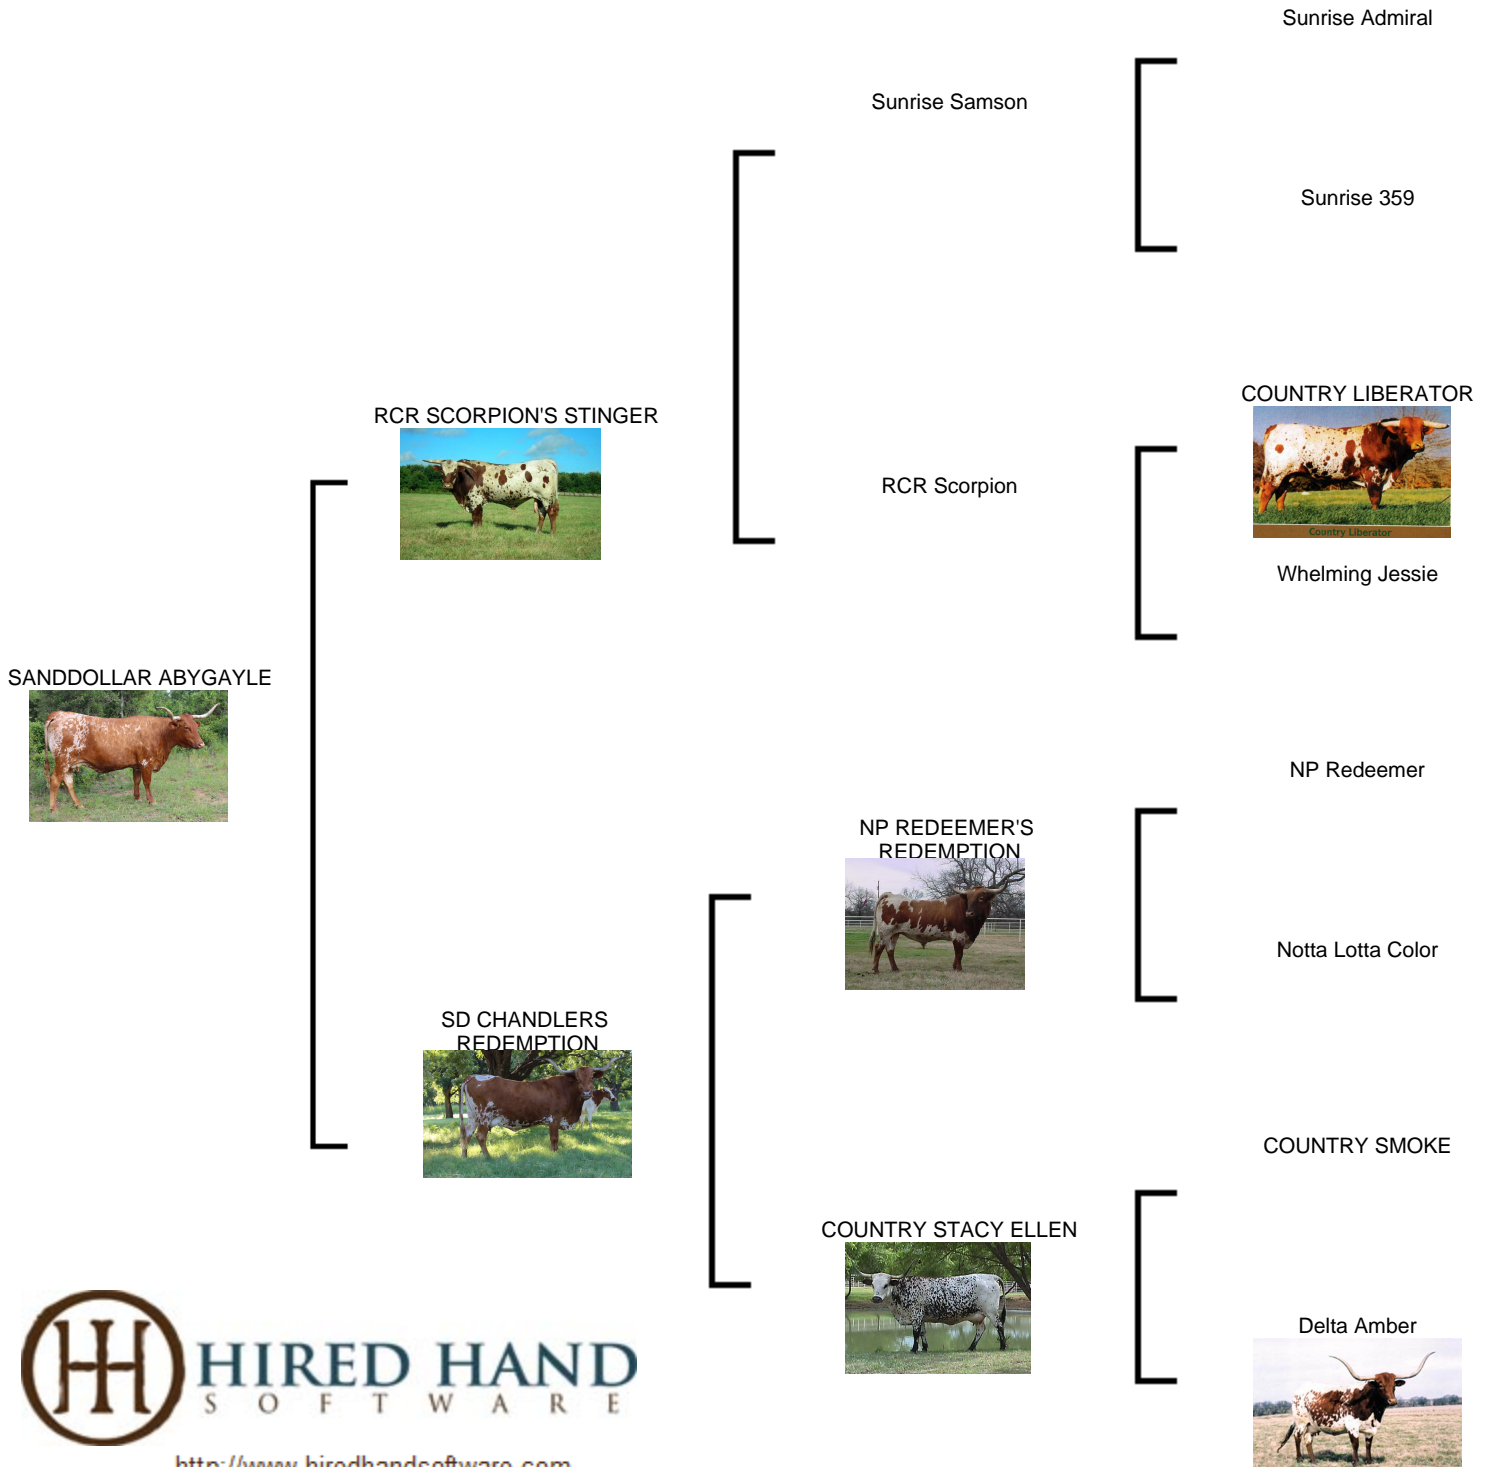 Sunrise Admiral
Sunrise Samson
Sunrise 359
COUNTRY LIBERATOR
RCR SCORPION'S STINGER
RCR Scorpion
Country Liberator
Whelming Jessie
SANDDOLLAR ABYGAYLE
NP Redeemer
NP REDEEMER'S
REDEMPTION
Notta Lotta Color
SD CHANDLERS
REDEMPTION
COUNTRY SMOKE
COUNTRY STACY ELLEN
Delta Amber
HIRED HAND
SOFTWARE
http://www.hiredhandsoftware.com